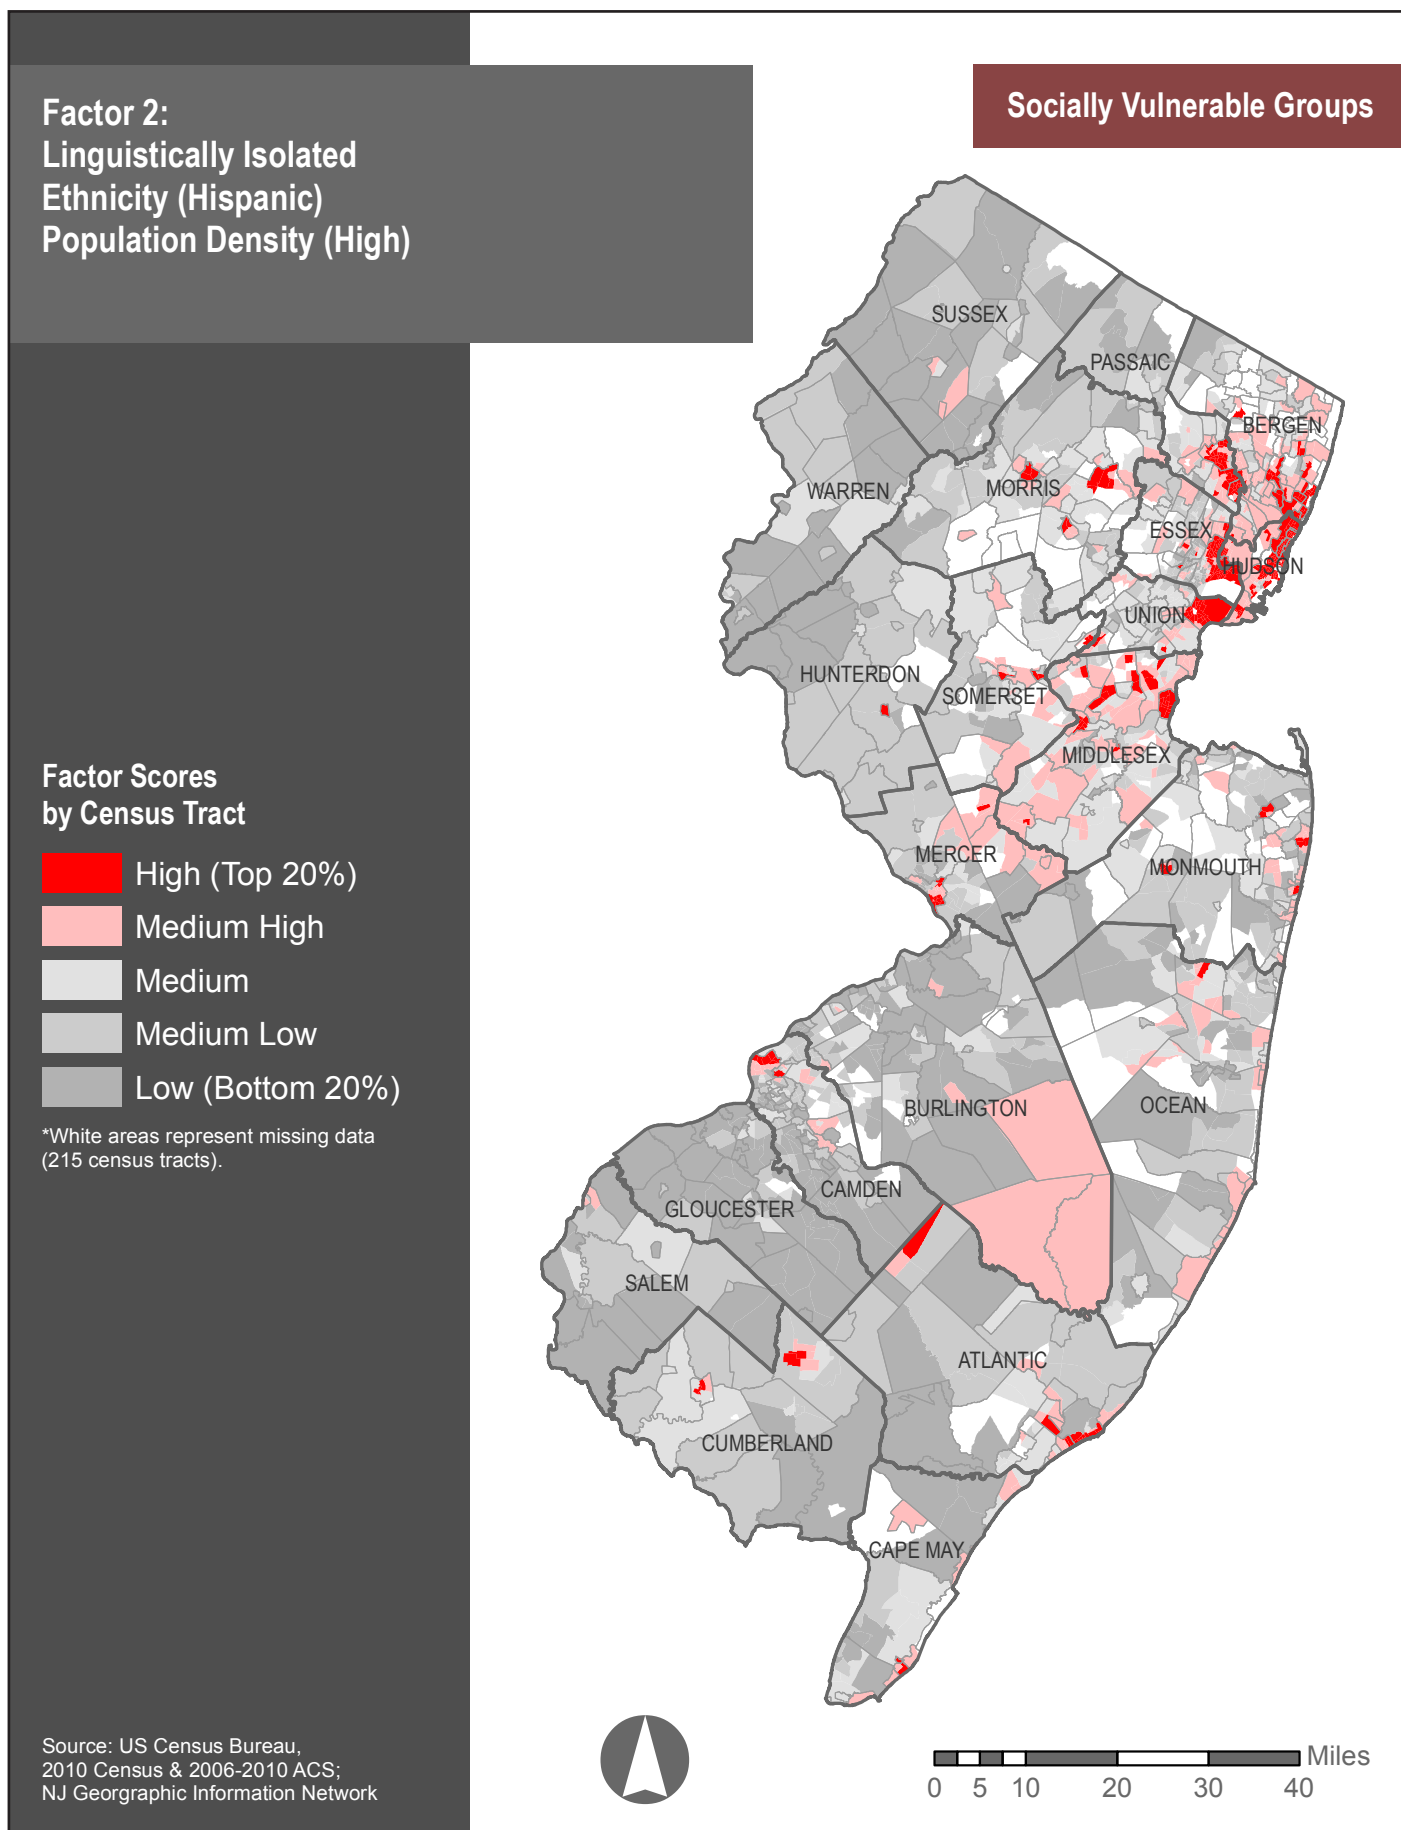 Factor 2:
Linguistically Isolated
Ethnicity (Hispanic)
Population Density (High)
Socially Vulnerable Groups
SUSSEX
PASSAIC
BERGEN
WARREN
MORRIS
ESSEX
HUDSON
UNION
HUNTERDON
SOMERSET
MIDDLESEX
MERCER
MONMOUTH
OCEAN
BURLINGTON
CAMDEN
GLOUCESTER
SALEM
ATLANTIC
CUMBERLAND
CAPE MAY
Factor Scores
by Census Tract
High (Top 20%)
Medium High
Medium
Medium Low
Low (Bottom 20%)
*White areas represent missing data
(215 census tracts).
Source: US Census Bureau,
2010 Census & 2006-2010 ACS;
NJ Georgraphic Information Network
Miles
0 5 10 20 30 40